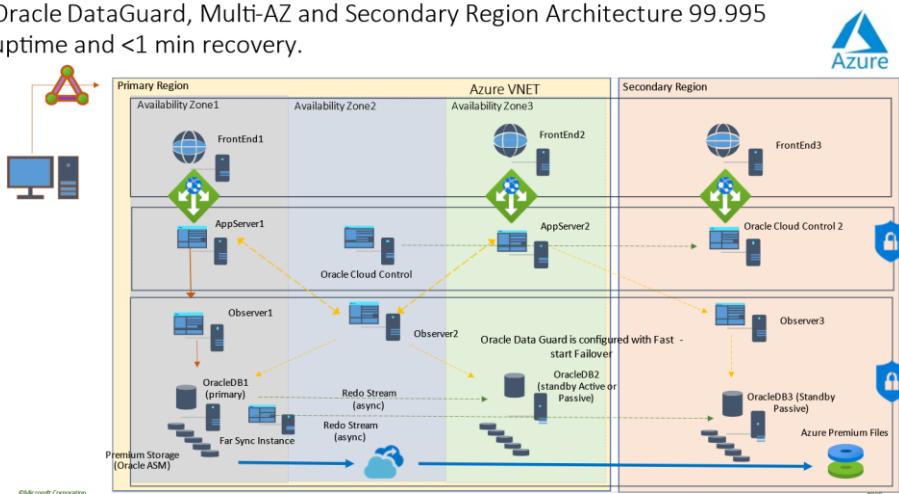 Oracle DataGuard, Multi-AZ and Secondary Region Architecture 99.995
uptime and <1 min recovery.
Azure
Primary Region
Azure VNET
Secondary Region
Availability Zone1
Availability Zone2
Availability Zone3
FrontEnd1
FrontEnd2
FrontEnd3
AppServer1
AppServer2
Oracle Cloud Control 2
Oracle Cloud Control
Observer1
Observer2
Observer3
Oracle Data Guard is configured with Fast -
start Failover
OracleDB1
(primary)
Redo Stream
(async)
OracleDB2
(standby Active or
Passive)
OracleDB3 (Standby
Passive)
Far Sync Instance
Redo Stream
(async)
Azure Premium Files
Premium Storage
(Oracle ASM)
©Microsoft Corporation